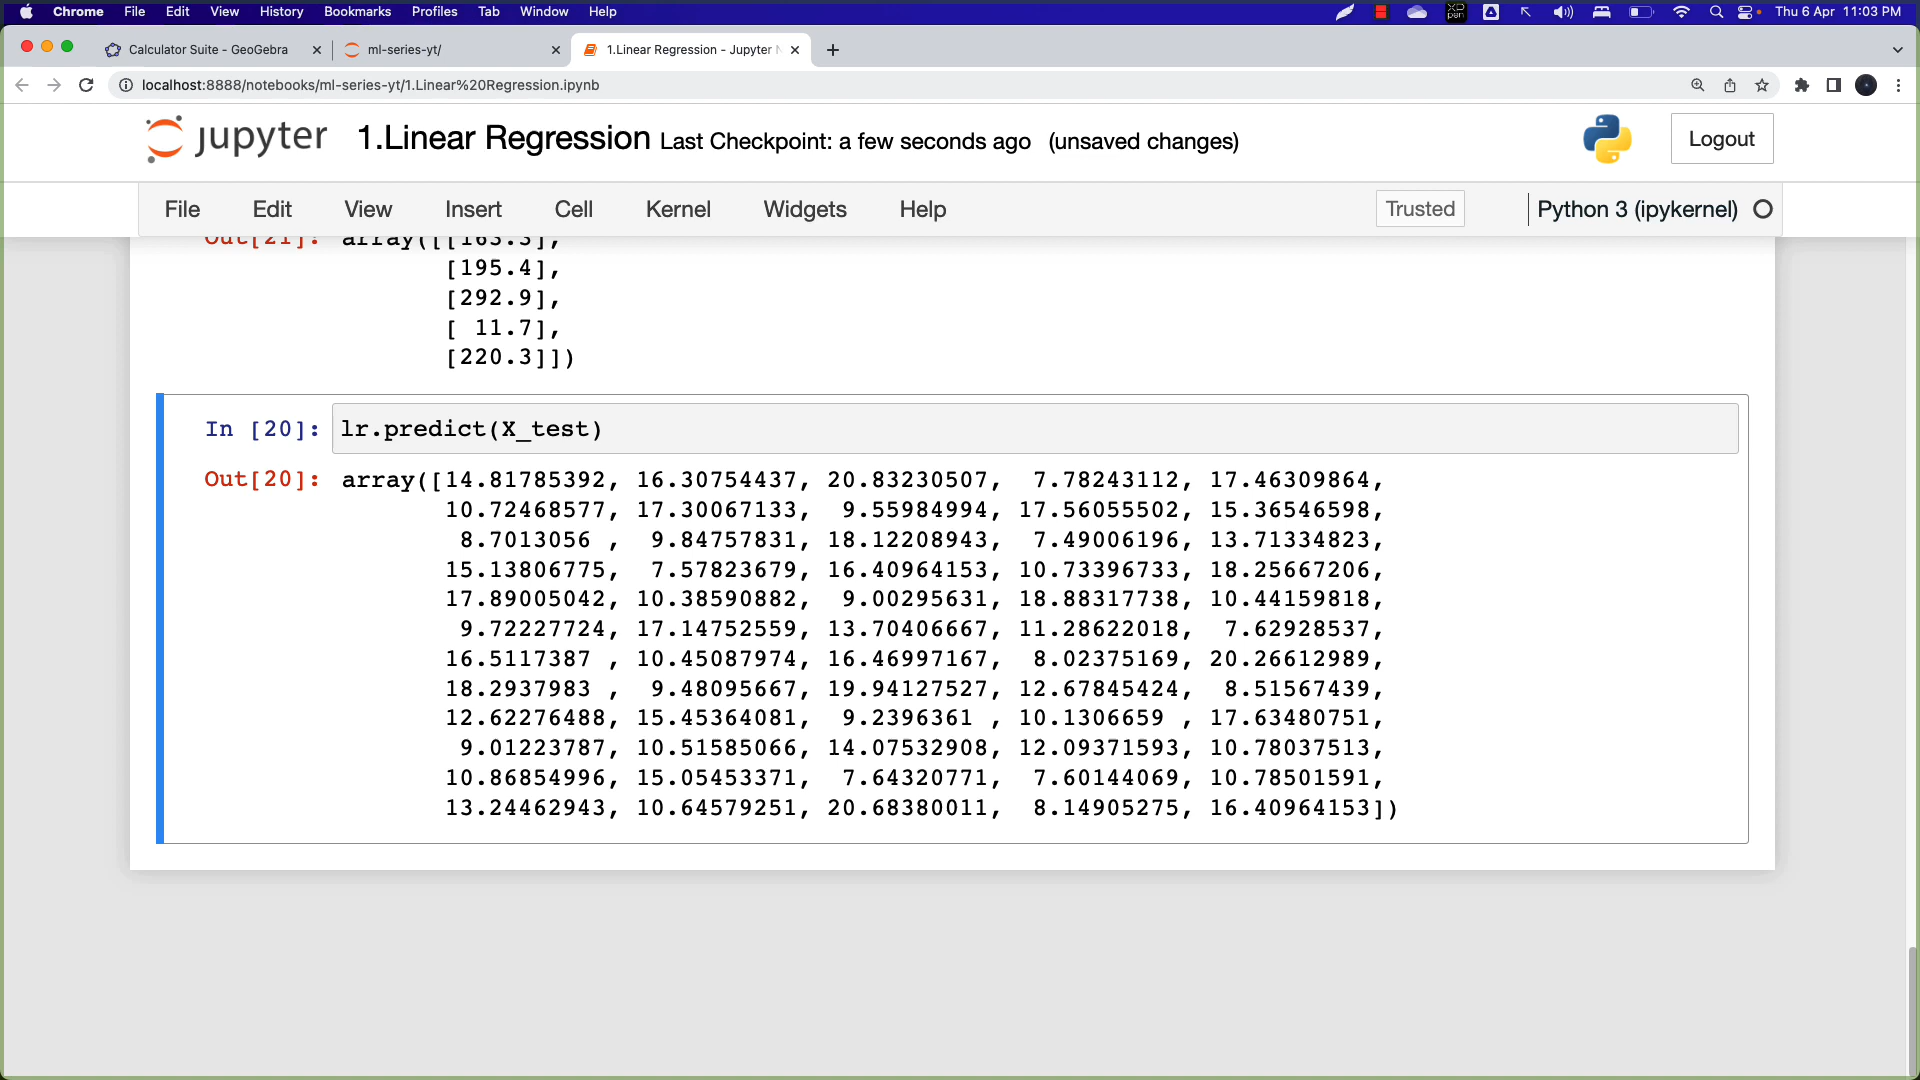 Chrome File Edit View History Bookmarks Profiles Tab Window Help Thu 6 Apr 11:03 PM
Calculator Suite - GeoGebra ml-series-yt/ 1.Linear Regression - Jupyter N
localhost:8888/notebooks/ml-series-yt/1.Linear%20Regression.ipynb
jupyter 1.Linear Regression Last Checkpoint: a few seconds ago (unsaved changes) Logout
File Edit View Insert Cell Kernel Widgets Help Trusted Python 3 (ipykernel)
Out[21]: array([[163.3],
[195.4],
[292.9],
[ 11.7],
[220.3]])
In [20]: lr.predict(X_test)
Out[20]: array([14.81785392, 16.30754437, 20.83230507, 7.78243112, 17.46309864,
10.72468577, 17.30067133, 9.55984994, 17.56055502, 15.36546598,
8.7013056 , 9.84757831, 18.12208943, 7.49006196, 13.71334823,
15.13806775, 7.57823679, 16.40964153, 10.73396733, 18.25667206,
17.89005042, 10.38590882, 9.00295631, 18.88317738, 10.44159818,
9.72227724, 17.14752559, 13.70406667, 11.28622018, 7.62928537,
16.5117387 , 10.45087974, 16.46997167, 8.02375169, 20.26612989,
18.2937983 , 9.48095667, 19.94127527, 12.67845424, 8.51567439,
12.62276488, 15.45364081, 9.2396361 , 10.1306659 , 17.63480751,
9.01223787, 10.51585066, 14.07532908, 12.09371593, 10.78037513,
10.86854996, 15.05453371, 7.64320771, 7.60144069, 10.78501591,
13.24462943, 10.64579251, 20.68380011, 8.14905275, 16.40964153])